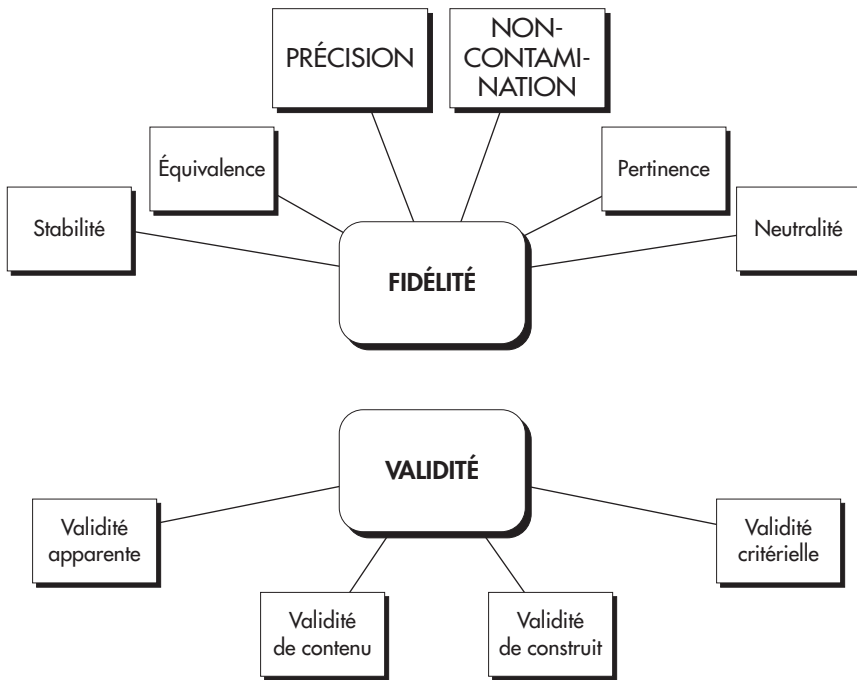 PRÉCISION
NON-
CONTAMI-
NATION
Équivalence
Pertinence
Stabilité
Neutralité
FIDÉLITÉ
VALIDITÉ
Validité
apparente
Validité
critérielle
Validité
de contenu
Validité
de construit